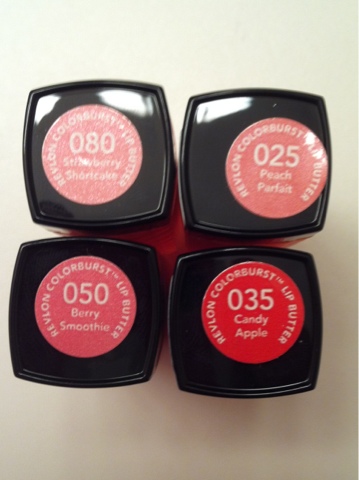 REVLON COLORBURST™ LIP BUTTER
080
Strawberry
Shortcake
REVLON COLORBURST™ LIP BUTTER
025
Peach
Parfait
REVLON COLORBURST™ LIP BUTTER
050
Berry
Smoothie
REVLON COLORBURST™ LIP BUTTER
035
Candy
Apple